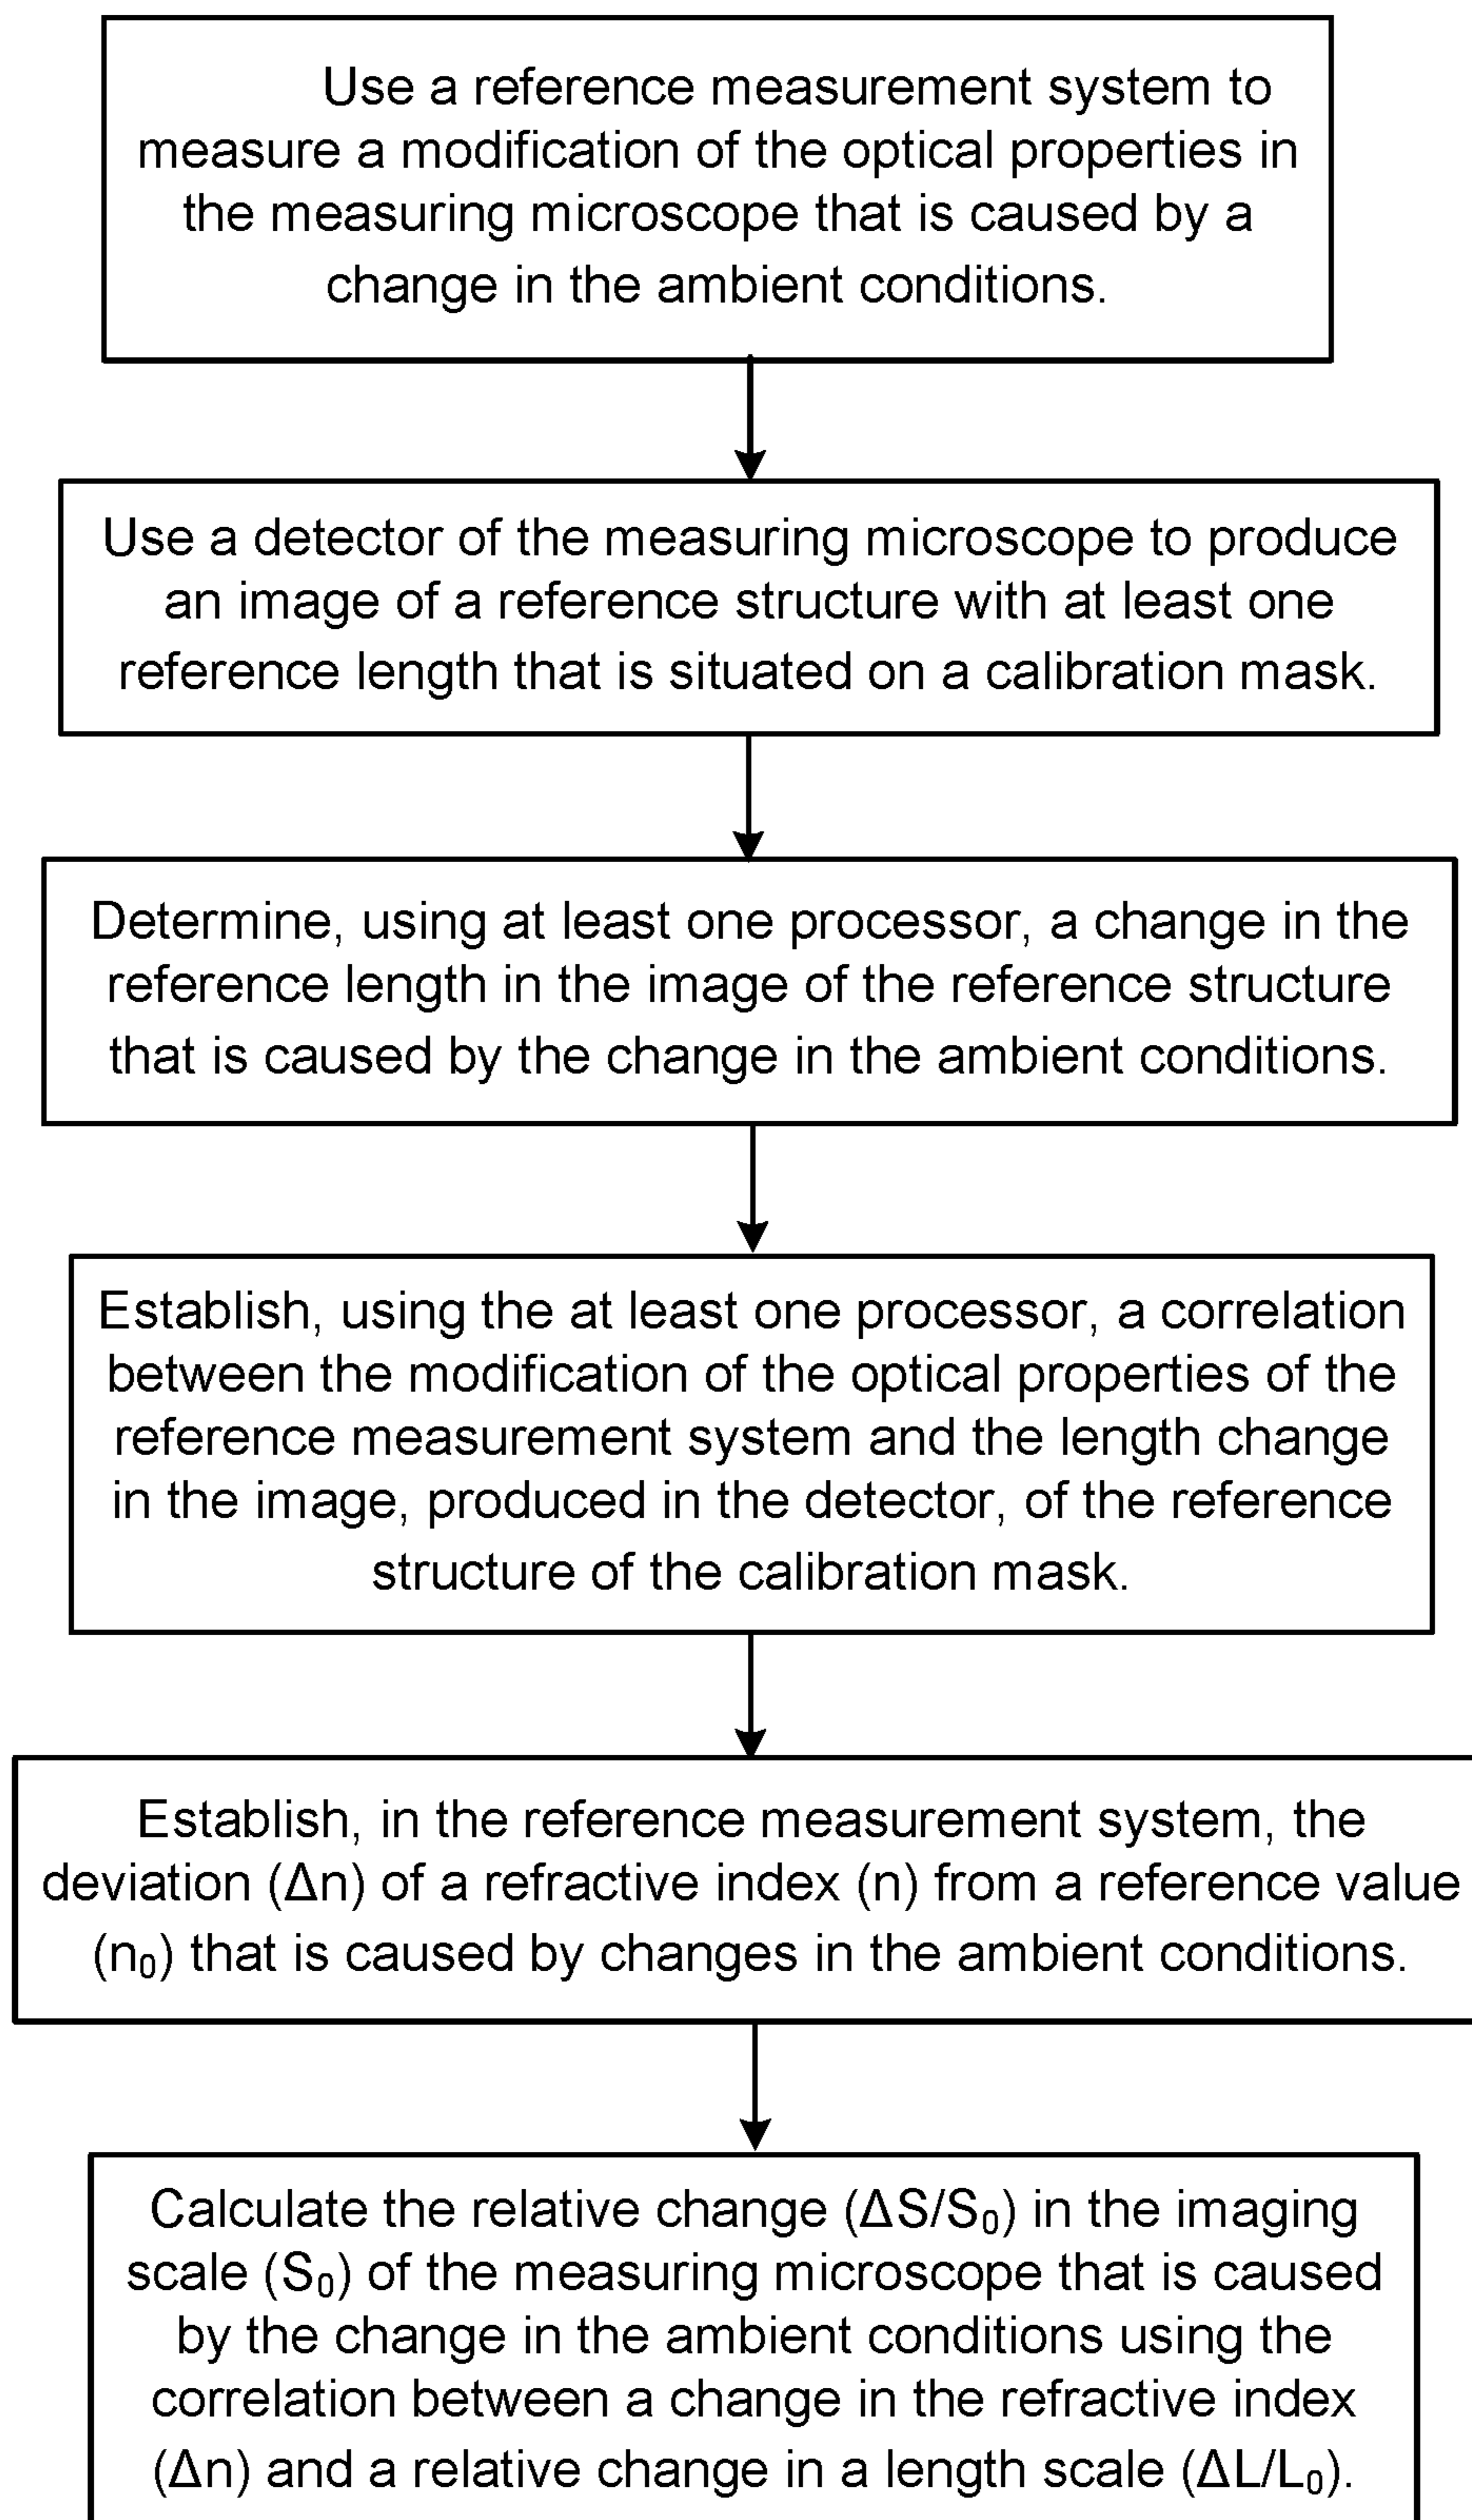 Use a reference measurement system to
measure a modification of the optical properties in
the measuring microscope that is caused by a
change in the ambient conditions.
Use a detector of the measuring microscope to produce
an image of a reference structure with at least one
reference length that is situated on a calibration mask.
Determine, using at least one processor, a change in the
reference length in the image of the reference structure
that is caused by the change in the ambient conditions.
Establish, using the at least one processor, a correlation
between the modification of the optical properties of the
reference measurement system and the length change
in the image, produced in the detector, of the reference
structure of the calibration mask.
Establish, in the reference measurement system, the
deviation (Δn) of a refractive index (n) from a reference value
(n₀) that is caused by changes in the ambient conditions.
Calculate the relative change (ΔS/S₀) in the imaging
scale (S₀) of the measuring microscope that is caused
by the change in the ambient conditions using the
correlation between a change in the refractive index
(Δn) and a relative change in a length scale (ΔL/L₀).